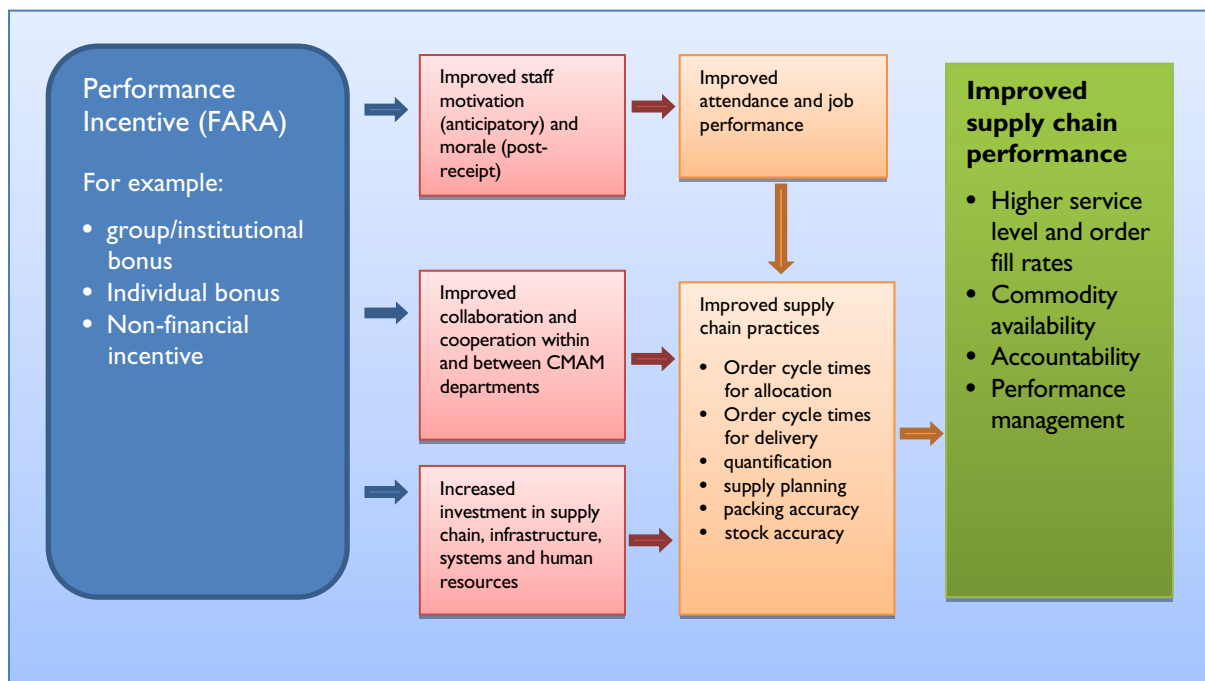 Performance
Incentive (FARA)
For example:
• group/institutional
bonus
• Individual bonus
• Non-financial
incentive
Improved staff
motivation
(anticipatory) and
morale (post-
receipt)
Improved
attendance and job
performance
Improved
collaboration and
cooperation within
and between CMAM
departments
Increased
investment in supply
chain, infrastructure,
systems and human
resources
Improved supply
chain practices
• Order cycle times
for allocation
• Order cycle times
for delivery
• quantification
• supply planning
• packing accuracy
• stock accuracy
Improved
supply chain
performance
• Higher service
level and order
fill rates
• Commodity
availability
• Accountability
• Performance
management